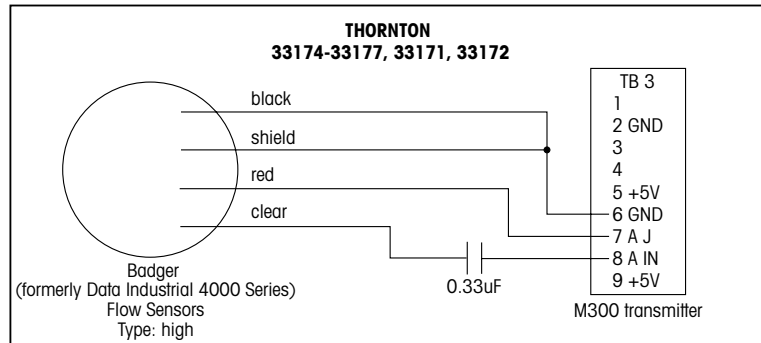 THORNTON
33174-33177, 33171, 33172
black
shield
red
clear
0.33uF
Badger
(formerly Data Industrial 4000 Series)
Flow Sensors
Type: high
TB 3
1
2 GND
3
4
5 +5V
6 GND
7 A J
8 A IN
9 +5V
M300 transmitter